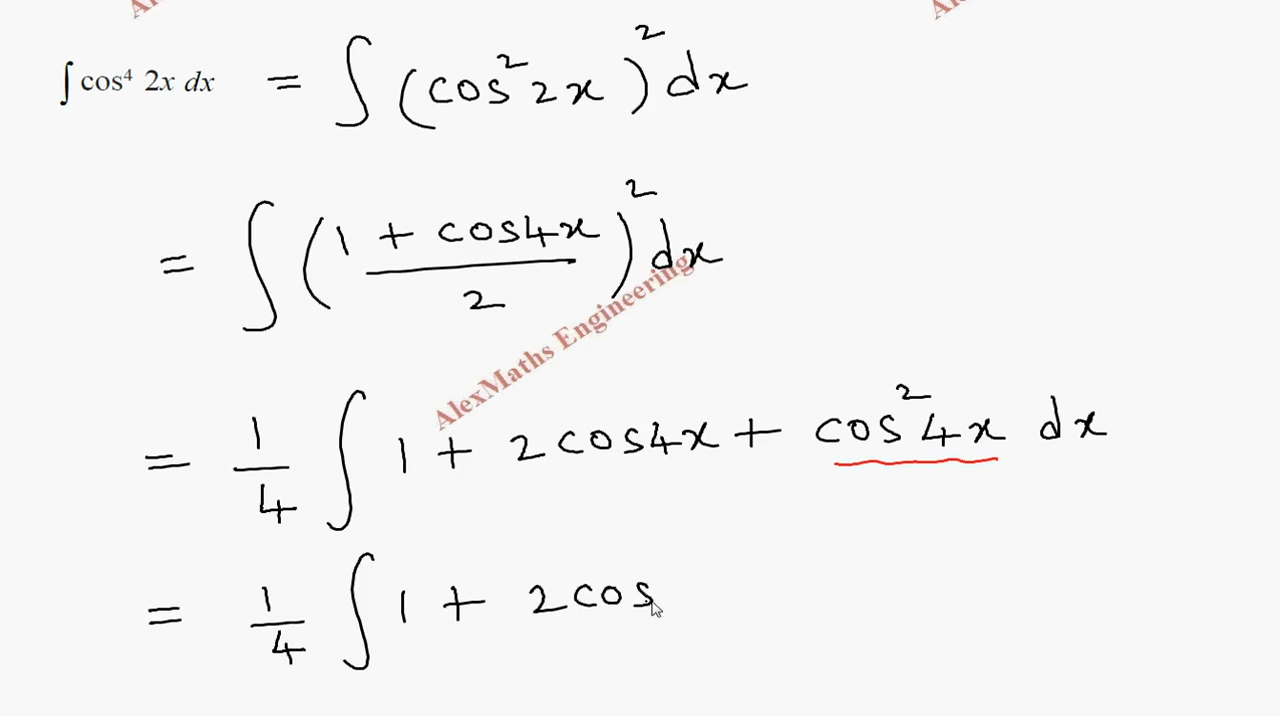 ∫ cos⁴ 2x dx = ∫ (cos² 2x)² dx
= ∫ ((1 + cos4x)/2)² dx
AlexMaths Engineering
= 1/4 ∫ 1 + 2cos4x + cos² 4x dx
= 1/4 ∫ 1 + 2cos